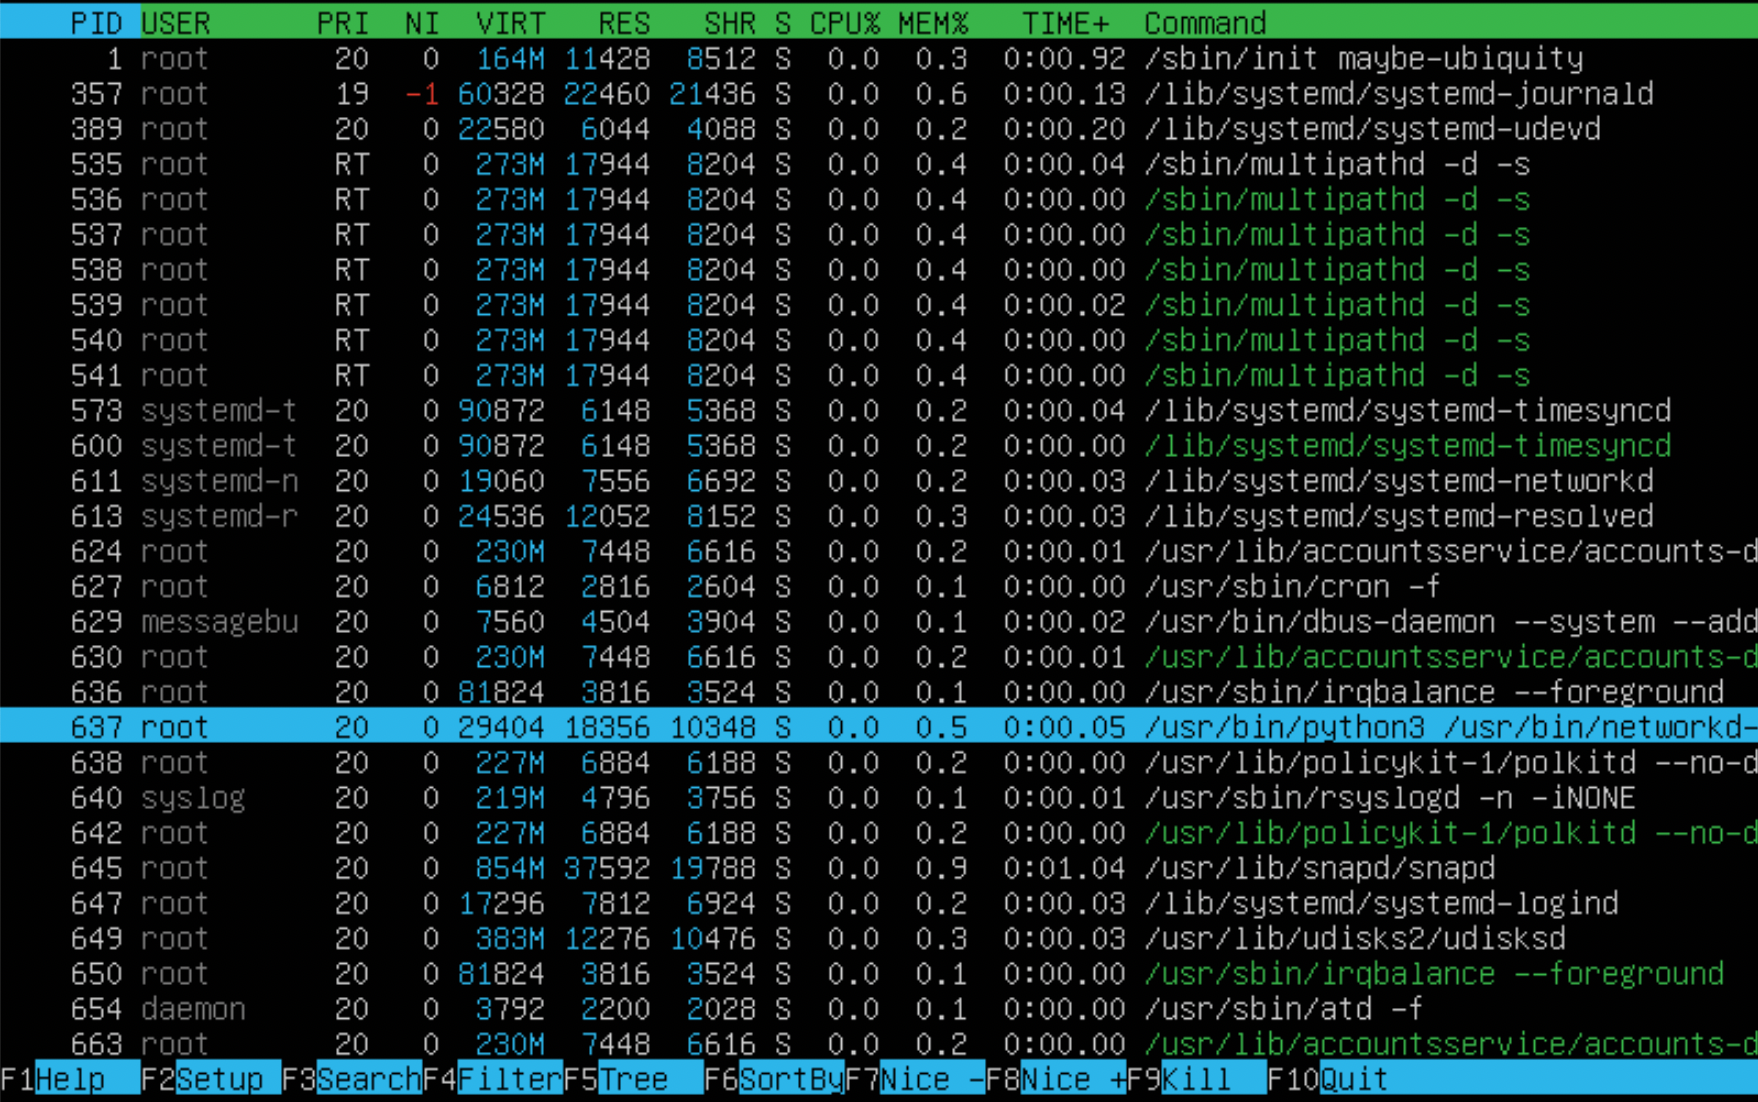 PID USER PRI NI VIRT RES SHR S CPU% MEM% TIME+ Command
1 root 20 0 164M 11428 8512 S 0.0 0.3 0:00.92 /sbin/init maybe-ubiquity
357 root 19 -1 60328 22460 21436 S 0.0 0.6 0:00.13 /lib/systemd/systemd-journald
389 root 20 0 22580 6044 4088 S 0.0 0.2 0:00.20 /lib/systemd/systemd-udevd
535 root RT 0 273M 17944 8204 S 0.0 0.4 0:00.04 /sbin/multipathd -d -s
536 root RT 0 273M 17944 8204 S 0.0 0.4 0:00.00 /sbin/multipathd -d -s
537 root RT 0 273M 17944 8204 S 0.0 0.4 0:00.00 /sbin/multipathd -d -s
538 root RT 0 273M 17944 8204 S 0.0 0.4 0:00.00 /sbin/multipathd -d -s
539 root RT 0 273M 17944 8204 S 0.0 0.4 0:00.02 /sbin/multipathd -d -s
540 root RT 0 273M 17944 8204 S 0.0 0.4 0:00.00 /sbin/multipathd -d -s
541 root RT 0 273M 17944 8204 S 0.0 0.4 0:00.00 /sbin/multipathd -d -s
573 systemd-t 20 0 90872 6148 5368 S 0.0 0.2 0:00.04 /lib/systemd/systemd-timesyncd
600 systemd-t 20 0 90872 6148 5368 S 0.0 0.2 0:00.00 /lib/systemd/systemd-timesyncd
611 systemd-n 20 0 19060 7556 6692 S 0.0 0.2 0:00.03 /lib/systemd/systemd-networkd
613 systemd-r 20 0 24536 12052 8152 S 0.0 0.3 0:00.03 /lib/systemd/systemd-resolved
624 root 20 0 230M 7448 6616 S 0.0 0.2 0:00.01 /usr/lib/accountsservice/accounts-d
627 root 20 0 6812 2816 2604 S 0.0 0.1 0:00.00 /usr/sbin/cron -f
629 messagebu 20 0 7560 4504 3904 S 0.0 0.1 0:00.02 /usr/bin/dbus-daemon --system --add
630 root 20 0 230M 7448 6616 S 0.0 0.2 0:00.01 /usr/lib/accountsservice/accounts-d
636 root 20 0 81824 3816 3524 S 0.0 0.1 0:00.00 /usr/sbin/irqbalance --foreground
637 root 20 0 29404 18356 10348 S 0.0 0.5 0:00.05 /usr/bin/python3 /usr/bin/networkd-
638 root 20 0 227M 6884 6188 S 0.0 0.2 0:00.00 /usr/lib/policykit-1/polkitd --no-d
640 syslog 20 0 219M 4796 3756 S 0.0 0.1 0:00.01 /usr/sbin/rsyslogd -n -iNONE
642 root 20 0 227M 6884 6188 S 0.0 0.2 0:00.00 /usr/lib/policykit-1/polkitd --no-d
645 root 20 0 854M 37592 19788 S 0.0 0.9 0:01.04 /usr/lib/snapd/snapd
647 root 20 0 17296 7812 6924 S 0.0 0.2 0:00.03 /lib/systemd/systemd-logind
649 root 20 0 383M 12276 10476 S 0.0 0.3 0:00.03 /usr/lib/udisks2/udisksd
650 root 20 0 81824 3816 3524 S 0.0 0.1 0:00.00 /usr/sbin/irqbalance --foreground
654 daemon 20 0 3792 2200 2028 S 0.0 0.1 0:00.00 /usr/sbin/atd -f
663 root 20 0 230M 7448 6616 S 0.0 0.2 0:00.00 /usr/lib/accountsservice/accounts-d
F1Help F2Setup F3SearchF4FilterF5Tree F6SortByF7Nice -F8Nice +F9Kill F10Quit